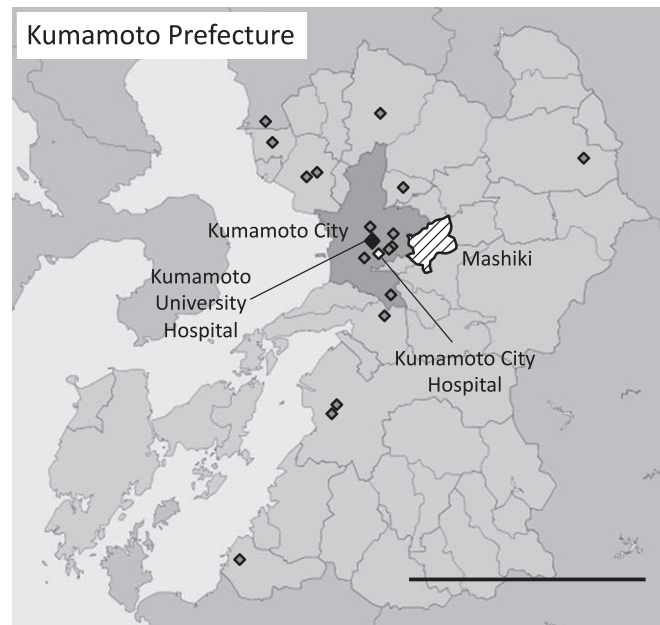 Kumamoto Prefecture
Kumamoto City
Kumamoto
University
Hospital
Mashiki
Kumamoto City
Hospital